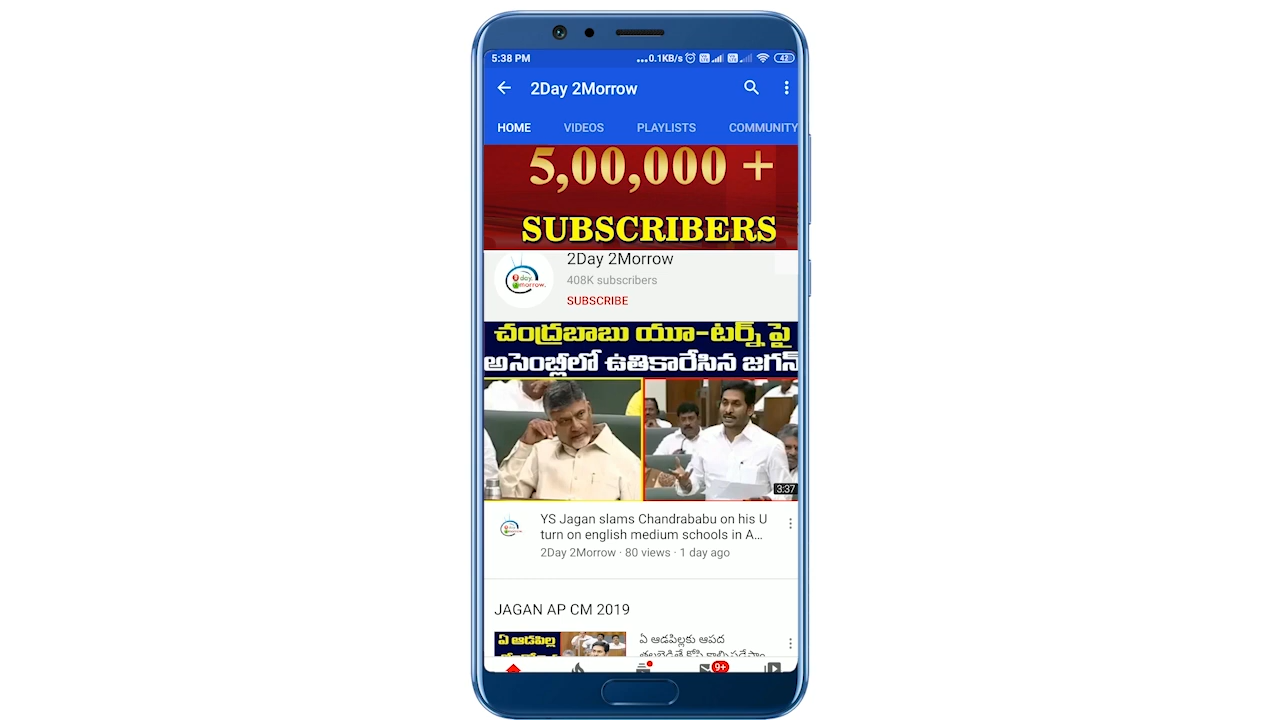 5:38 PM
...0.1KB/s
42
2Day 2Morrow
HOME
VIDEOS
PLAYLISTS
COMMUNITY
5,00,000 +
SUBSCRIBERS
2Day 2Morrow
408K subscribers
SUBSCRIBE
చంద్రబాబు యూ-టర్న్ పై
అసెంబ్లీలో ఉతికారేసిన జగన్
3:37
YS Jagan slams Chandrababu on his U
turn on english medium schools in A...
2Day 2Morrow · 80 views · 1 day ago
JAGAN AP CM 2019
ఏ ఆడపిల్ల
ఏ ఆడపిల్లకు ఆపద
9+